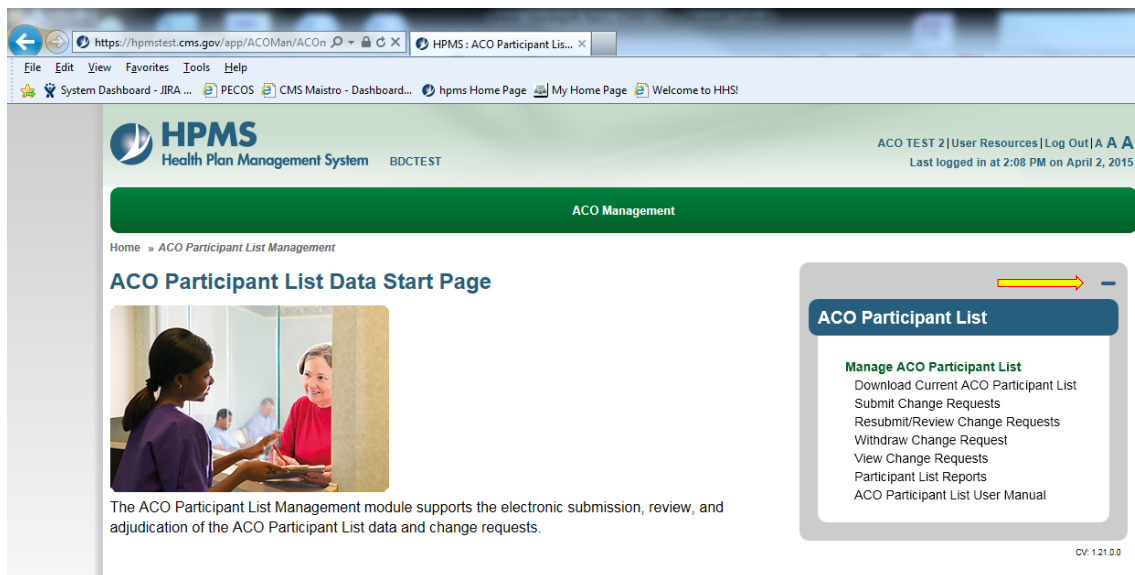 https://hpmstest.cms.gov/app/ACOMan/ACOn
HPMS : ACO Participant Lis...
File Edit View Favorites Tools Help
System Dashboard - JIRA ... PECOS CMS Maistro - Dashboard... hpms Home Page My Home Page Welcome to HHS!
HPMS
Health Plan Management System BDCTEST
ACO TEST 2|User Resources|Log Out|A A A
Last logged in at 2:08 PM on April 2, 2015
ACO Management
Home » ACO Participant List Management
ACO Participant List Data Start Page
The ACO Participant List Management module supports the electronic submission, review, and
adjudication of the ACO Participant List data and change requests.
ACO Participant List
Manage ACO Participant List
Download Current ACO Participant List
Submit Change Requests
Resubmit/Review Change Requests
Withdraw Change Request
View Change Requests
Participant List Reports
ACO Participant List User Manual
CV: 1.21.0.0